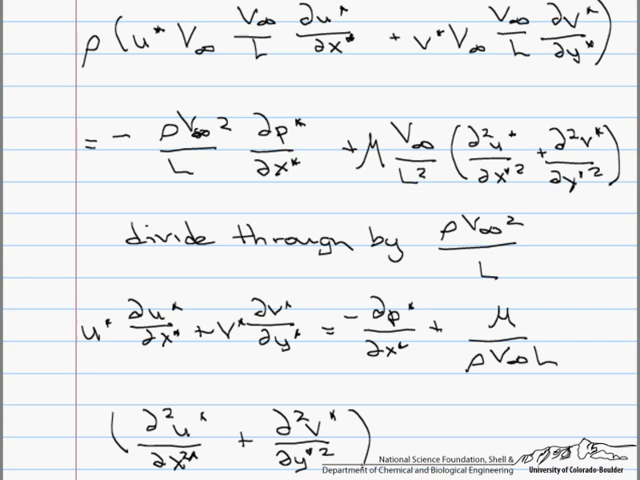 ρ ( u* V∞ V∞/L ∂u*/∂x* + v* V∞ V∞/L ∂v*/∂y* )
= - ρV∞²/L ∂p*/∂x* + μ V∞/L² ( ∂²u*/∂x*² + ∂²v*/∂y*² )
divide through by ρV∞²/L
u* ∂u*/∂x* + v* ∂v*/∂y* = - ∂p*/∂x* + μ/ρV∞L
( ∂²u*/∂x²* + ∂²v*/∂y*² )
National Science Foundation, Shell &
Department of Chemical and Biological Engineering
University of Colorado-Boulder